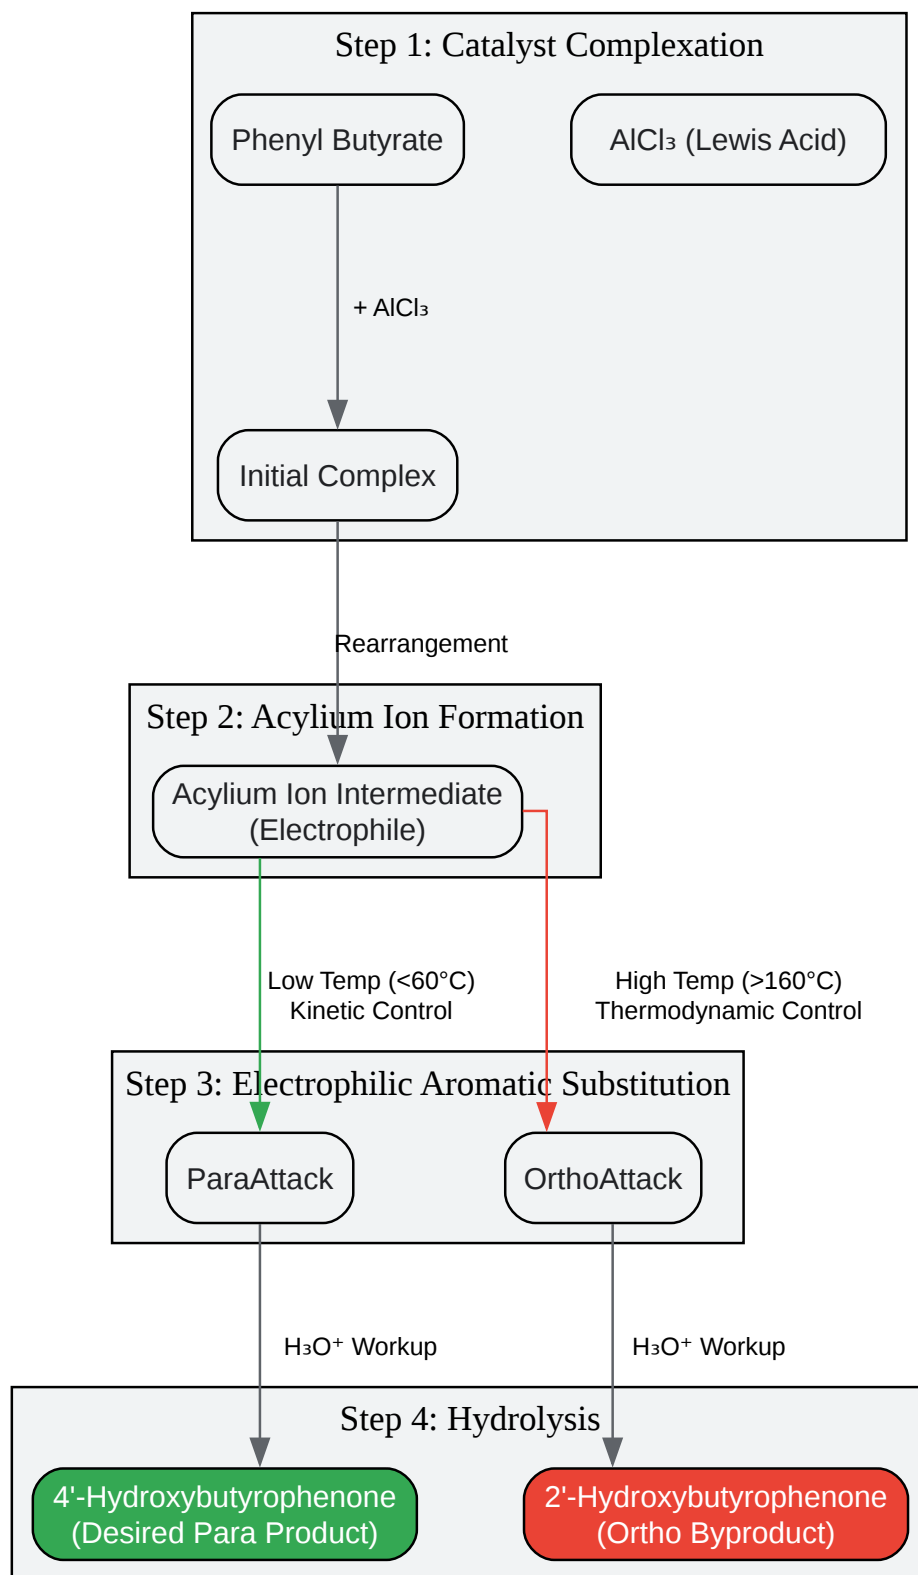 Step 1: Catalyst Complexation
Phenyl Butyrate
AlCl₃ (Lewis Acid)
+ AlCl₃
Initial Complex
Rearrangement
Step 2: Acylium Ion Formation
Acylium Ion Intermediate
(Electrophile)
Low Temp (<60°C)
Kinetic Control
High Temp (>160°C)
Thermodynamic Control
Step 3: Electrophilic Aromatic Substitution
ParaAttack
OrthoAttack
H₃O⁺ Workup
H₃O⁺ Workup
Step 4: Hydrolysis
4'-Hydroxybutyrophenone
(Desired Para Product)
2'-Hydroxybutyrophenone
(Ortho Byproduct)